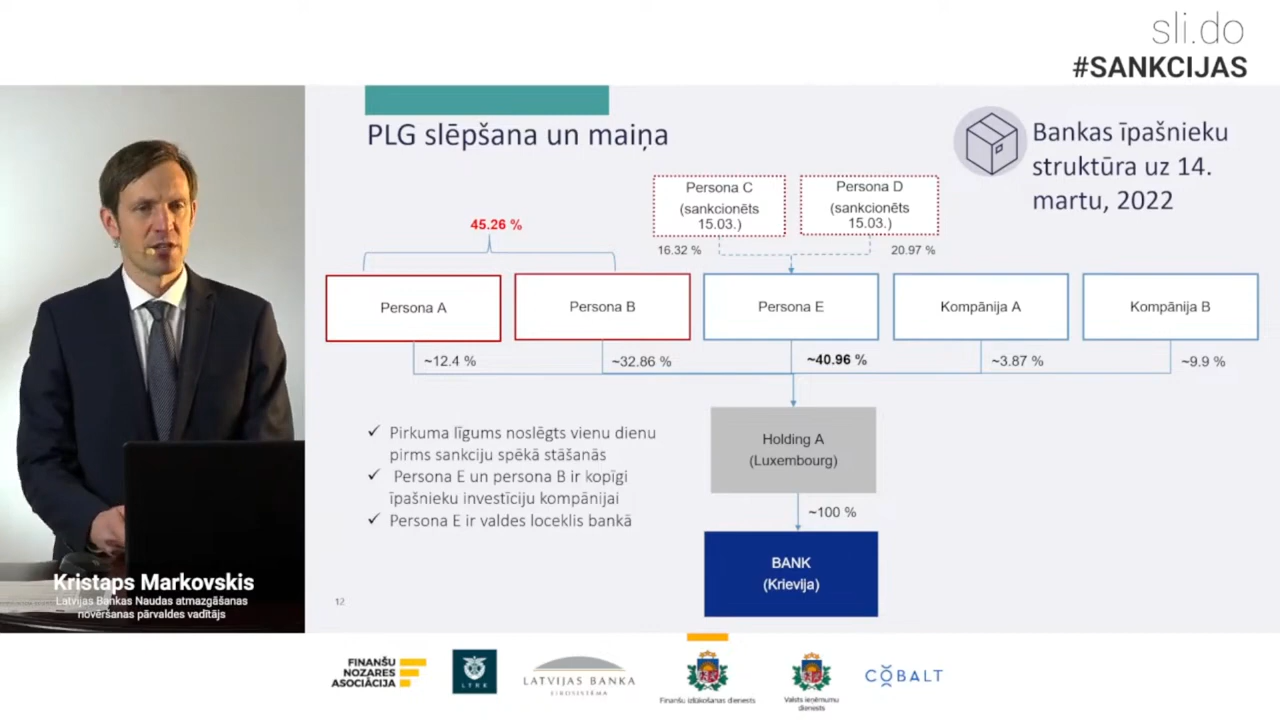 sli.do
#SANKCIJAS
PLG slēpšana un maiņa
Bankas īpašnieku
struktūra uz 14.
martu, 2022
Persona C
(sankcionēts
15.03.)
Persona D
(sankcionēts
15.03.)
45.26 %
16.32 %
20.97 %
Persona A
Persona B
Persona E
Kompānija A
Kompānija B
~12.4 %
~32.86 %
~40.96 %
~3.87 %
~9.9 %
✓ Pirkuma līgums noslēgts vienu dienu
pirms sankciju spēkā stāšanās
✓ Persona E un persona B ir kopīgi
īpašnieku investīciju kompānijai
✓ Persona E ir valdes loceklis bankā
Holding A
(Luxembourg)
~100 %
BANK
(Krievija)
12
Kristaps Markovskis
Latvijas Bankas Naudas atmazgāšanas
novēršanas pārvaldes vadītājs
FINANŠU
NOZARES
ASOCIĀCIJA
LTRK
LATVIJAS BANKA
EIROSISTĒMA
Finanšu izlūkošanas dienests
Valsts ieņēmumu
dienests
COBALT